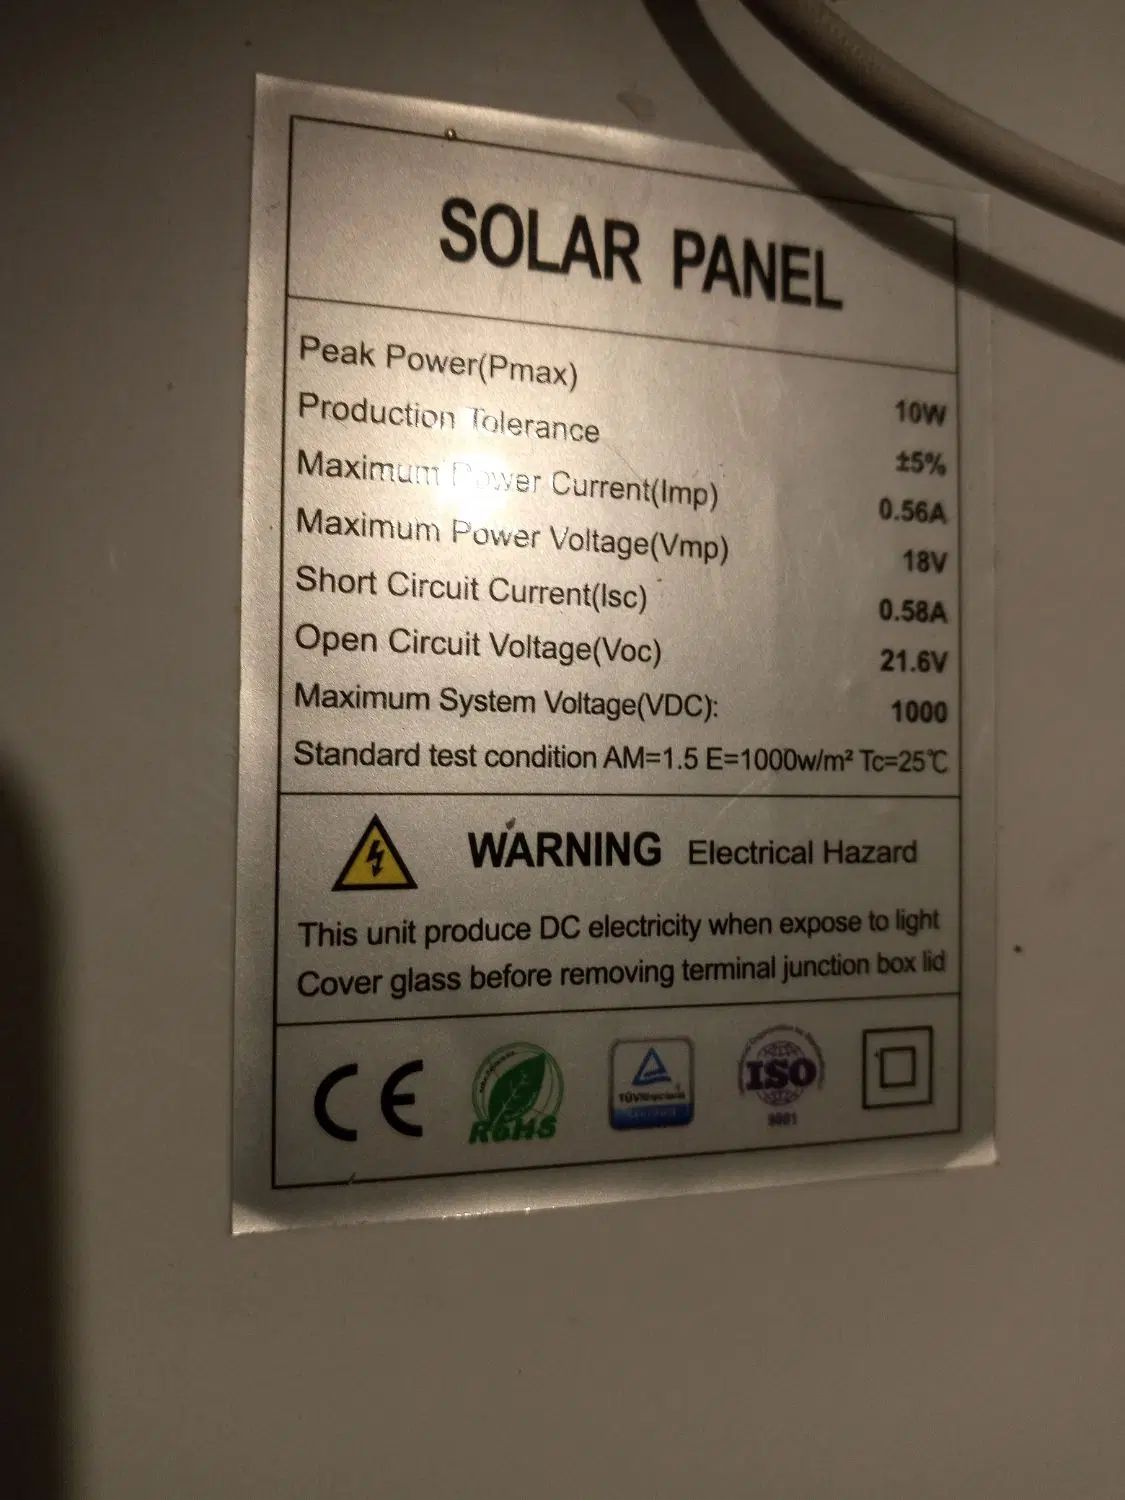 SOLAR PANEL
Peak Power(Pmax) 10W
Production Tolerance ±5%
Maximum Power Current(Imp) 0.56A
Maximum Power Voltage(Vmp) 18V
Short Circuit Current(Isc) 0.58A
Open Circuit Voltage(Voc) 21.6V
Maximum System Voltage(VDC): 1000
Standard test condition AM=1.5 E=1000w/m² Tc=25℃
WARNING Electrical Hazard
This unit produce DC electricity when expose to light
Cover glass before removing terminal junction box lid
CE
ROHS
TÜVRheinland
ISO
9001